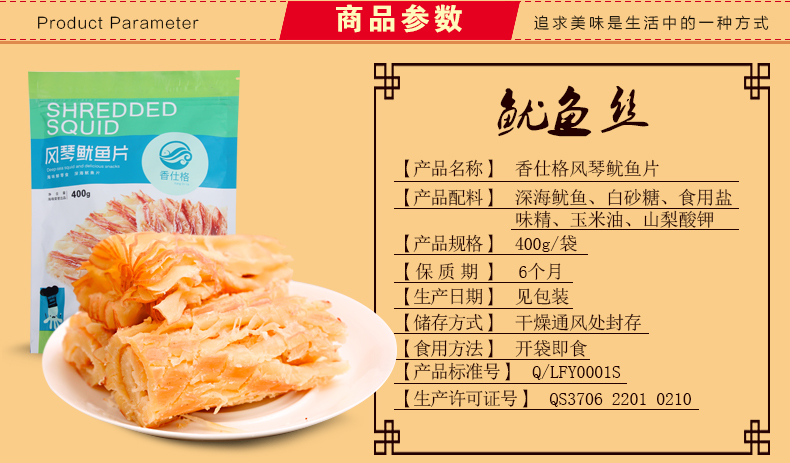 Product Parameter
商品参数
追求美味是生活中的一种方式
SHREDDED
SQUID
风琴鱿鱼片
香仕格
400g
鱿鱼丝
【产品名称】 香仕格风琴鱿鱼片
【产品配料】 深海鱿鱼、白砂糖、食用盐
味精、玉米油、山梨酸钾
【产品规格】 400g/袋
【保 质 期】 6个月
【生产日期】 见包装
【储存方式】 干燥通风处封存
【食用方法】 开袋即食
【产品标准号】 Q/LFY0001S
【生产许可证号】 QS3706 2201 0210